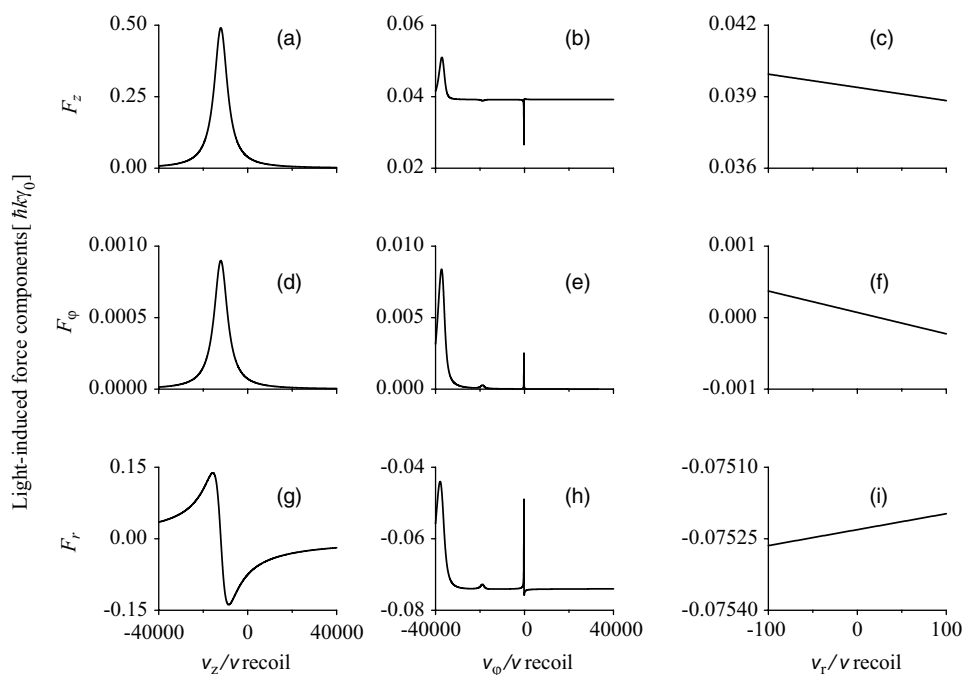 Light-induced force components[ ħkγ0]
F_z
0.50
0.25
0.00
(a)
0.06
0.04
0.02
(b)
0.042
0.039
0.036
(c)
F_φ
0.0010
0.0005
0.0000
(d)
0.010
0.005
0.000
(e)
0.001
0.000
-0.001
(f)
F_r
0.15
0.00
-0.15
(g)
-0.04
-0.06
-0.08
(h)
-0.07510
-0.07525
-0.07540
(i)
-40000 0 40000
-40000 0 40000
-100 0 100
v_z/v recoil
v_φ/v recoil
v_r/v recoil